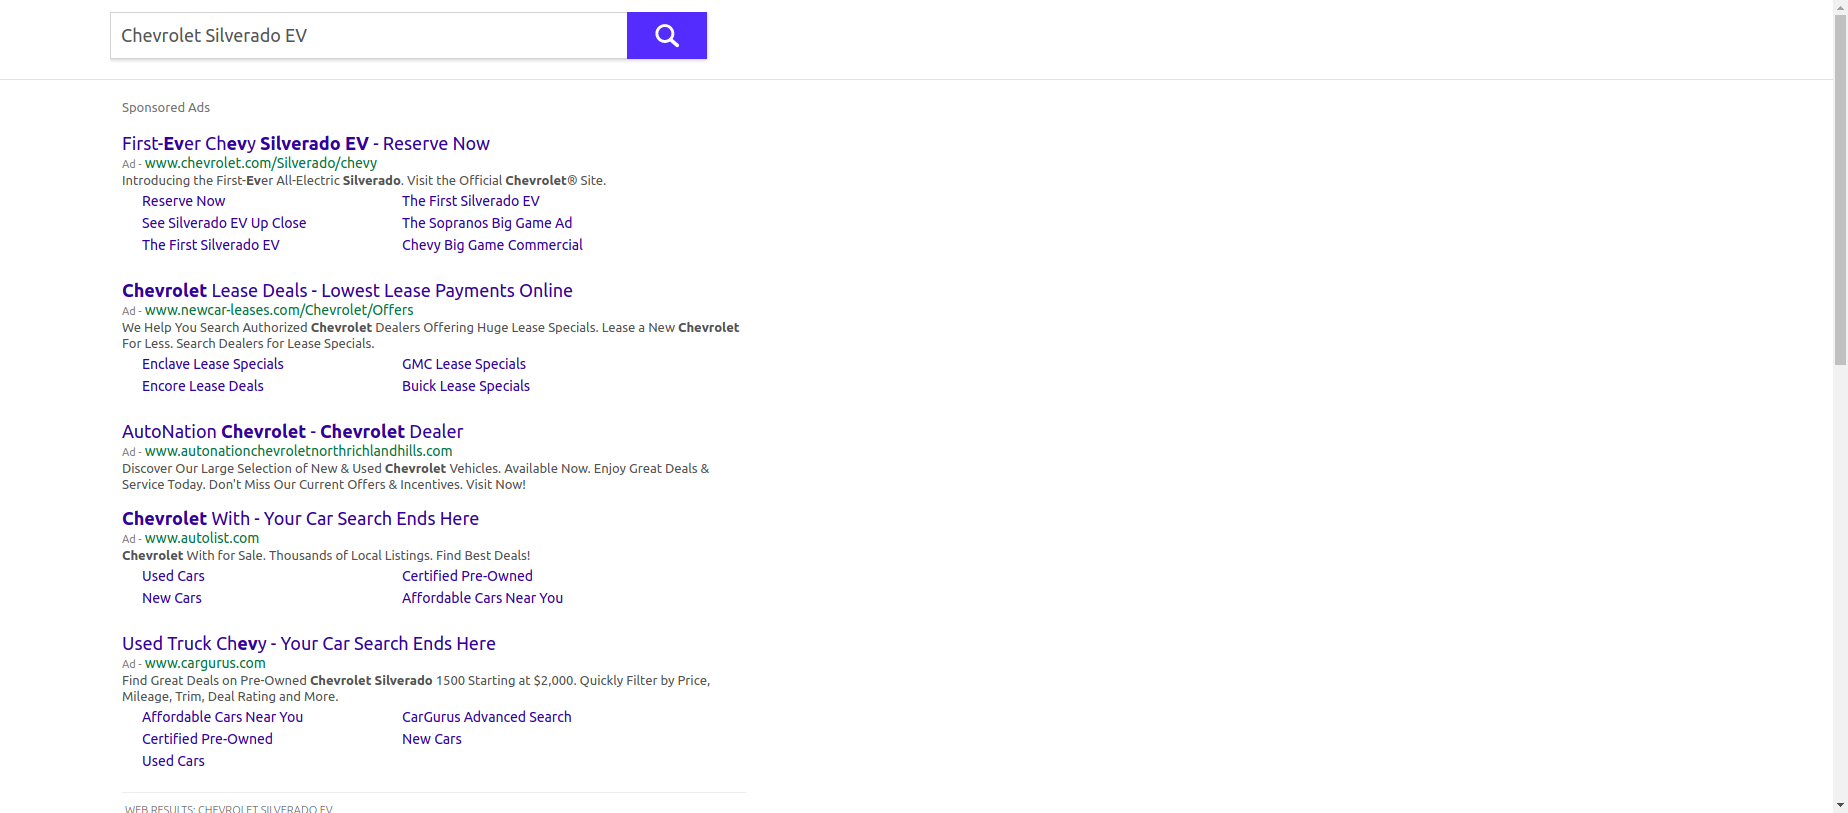 Chevrolet Silverado EV
Sponsored Ads
First-Ever Chevy Silverado EV - Reserve Now
Ad - www.chevrolet.com/Silverado/chevy
Introducing the First-Ever All-Electric Silverado. Visit the Official Chevrolet® Site.
Reserve Now The First Silverado EV
See Silverado EV Up Close The Sopranos Big Game Ad
The First Silverado EV Chevy Big Game Commercial
Chevrolet Lease Deals - Lowest Lease Payments Online
Ad - www.newcar-leases.com/Chevrolet/Offers
We Help You Search Authorized Chevrolet Dealers Offering Huge Lease Specials. Lease a New Chevrolet
For Less. Search Dealers for Lease Specials.
Enclave Lease Specials GMC Lease Specials
Encore Lease Deals Buick Lease Specials
AutoNation Chevrolet - Chevrolet Dealer
Ad - www.autonationchevroletnorthrichlandhills.com
Discover Our Large Selection of New & Used Chevrolet Vehicles. Available Now. Enjoy Great Deals &
Service Today. Don't Miss Our Current Offers & Incentives. Visit Now!
Chevrolet With - Your Car Search Ends Here
Ad - www.autolist.com
Chevrolet With for Sale. Thousands of Local Listings. Find Best Deals!
Used Cars Certified Pre-Owned
New Cars Affordable Cars Near You
Used Truck Chevy - Your Car Search Ends Here
Ad - www.cargurus.com
Find Great Deals on Pre-Owned Chevrolet Silverado 1500 Starting at $2,000. Quickly Filter by Price,
Mileage, Trim, Deal Rating and More.
Affordable Cars Near You CarGurus Advanced Search
Certified Pre-Owned New Cars
Used Cars
WEB RESULTS: CHEVROLET SILVERADO EV